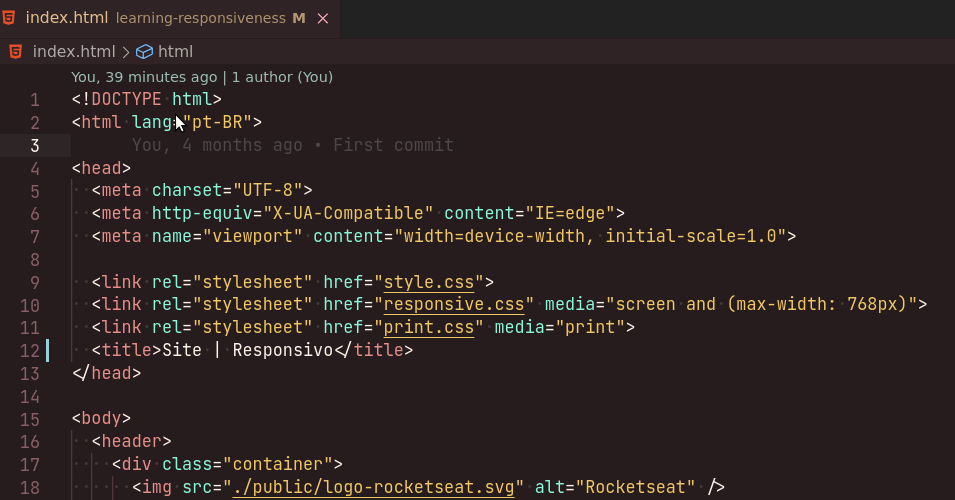 index.html learning-responsiveness M
index.html > html
You, 39 minutes ago | 1 author (You)
1 <!DOCTYPE html>
2 <html lang="pt-BR">
3 You, 4 months ago • First commit
4 <head>
5 <meta charset="UTF-8">
6 <meta http-equiv="X-UA-Compatible" content="IE=edge">
7 <meta name="viewport" content="width=device-width, initial-scale=1.0">
8
9 <link rel="stylesheet" href="style.css">
10 <link rel="stylesheet" href="responsive.css" media="screen and (max-width: 768px)">
11 <link rel="stylesheet" href="print.css" media="print">
12 <title>Site | Responsivo</title>
13 </head>
14
15 <body>
16 <header>
17 <div class="container">
18 <img src="./public/logo-rocketseat.svg" alt="Rocketseat" />